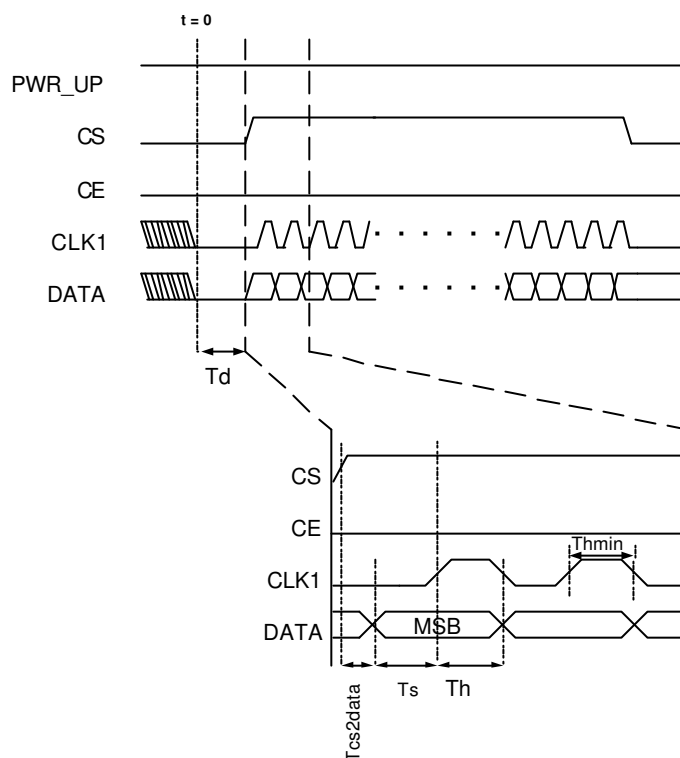 t = 0
PWR_UP
CS
CE
CLK1
DATA
Td
CS
CE
Thmin
CLK1
DATA
MSB
Tcs2data
Ts
Th